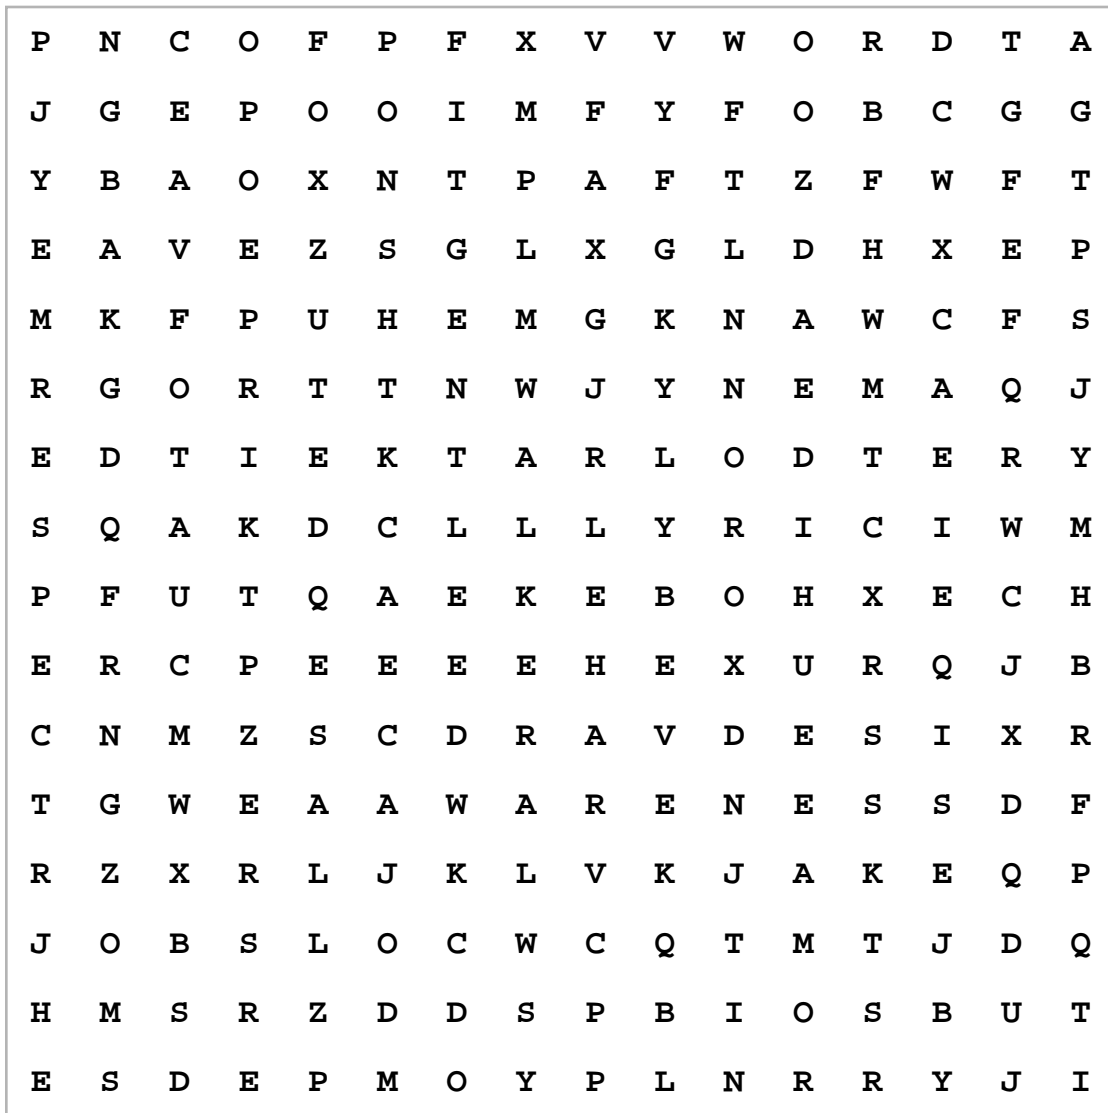 P N C O F P F X V V W O R D T A
J G E P O O I M F Y F O B C G G
Y B A O X N T P A F T Z F W F T
E A V E Z S G L X G L D H X E P
M K F P U H E M G K N A W C F S
R G O R T T N W J Y N E M A Q J
E D T I E K T A R L O D T E R Y
S Q A K D C L L L Y R I C I W M
P F U T Q A E K E B O H X E C H
E R C P E E E E H E X U R Q J B
C N M Z S C D R A V D E S I X R
T G W E A A W A R E N E S S D F
R Z X R L J K L V K J A K E Q P
J O B S L O C W C Q T M T J D Q
H M S R Z D D S P B I O S B U T
E S D E P M O Y P L N R R Y J I